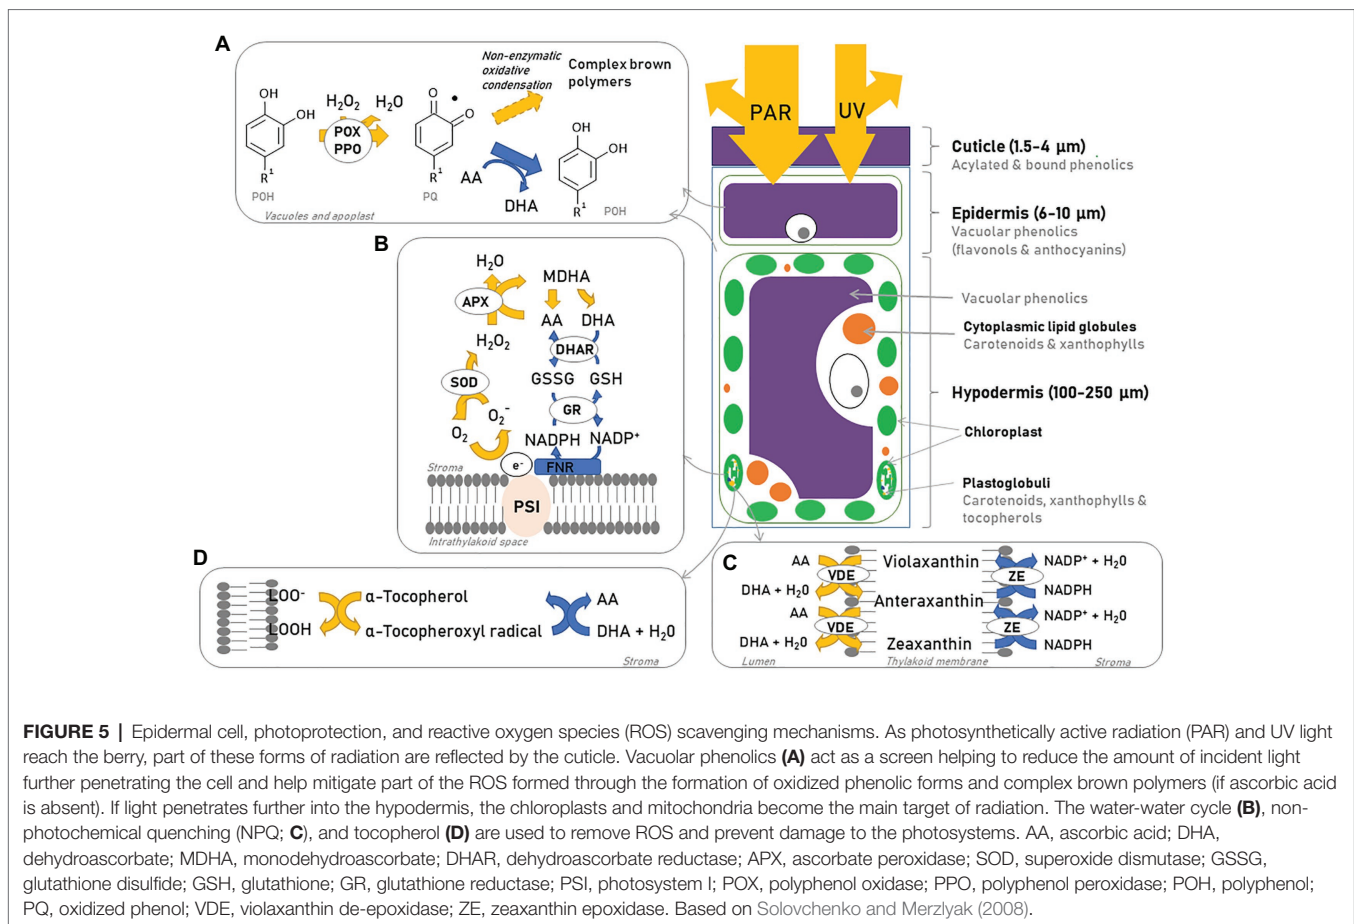 A
OH
OH
R¹
POH
H₂O₂
H₂O
POX
PPO
O
O
•
R¹
PQ
Non-enzymatic
oxidative
condensation
Complex brown
polymers
AA
DHA
OH
OH
R¹
POH
Vacuoles and apoplast
PAR
UV
Cuticle (1.5-4 µm)
Acylated & bound phenolics
Epidermis (6-10 µm)
Vacuolar phenolics
(flavonols & anthocyanins)
Vacuolar phenolics
Cytoplasmic lipid globules
Carotenoids & xanthophylls
Hypodermis (100-250 µm)
Chloroplast
Plastoglobuli
Carotenoids, xanthophylls &
tocopherols
B
H₂O
MDHA
APX
AA
DHA
H₂O₂
DHAR
SOD
GSSG
GSH
O₂⁻
GR
O₂
NADPH
NADP⁺
Stroma
e⁻
FNR
PSI
Intrathylakoid space
D
LOO⁻
α-Tocopherol
AA
LOOH
α-Tocopheroxyl radical
DHA + H₂0
Stroma
C
AA
Violaxanthin
NADP⁺ + H₂0
VDE
ZE
DHA + H₂0
NADPH
Anteraxanthin
AA
NADP⁺ + H₂0
VDE
ZE
DHA + H₂0
Zeaxanthin
NADPH
Lumen
Thylakoid membrane
Stroma
FIGURE 5 | Epidermal cell, photoprotection, and reactive oxygen species (ROS) scavenging mechanisms. As photosynthetically active radiation (PAR) and UV light
reach the berry, part of these forms of radiation are reflected by the cuticle. Vacuolar phenolics (A) act as a screen helping to reduce the amount of incident light
further penetrating the cell and help mitigate part of the ROS formed through the formation of oxidized phenolic forms and complex brown polymers (if ascorbic acid
is absent). If light penetrates further into the hypodermis, the chloroplasts and mitochondria become the main target of radiation. The water-water cycle (B), non-
photochemical quenching (NPQ; C), and tocopherol (D) are used to remove ROS and prevent damage to the photosystems. AA, ascorbic acid; DHA,
dehydroascorbate; MDHA, monodehydroascorbate; DHAR, dehydroascorbate reductase; APX, ascorbate peroxidase; SOD, superoxide dismutase; GSSG,
glutathione disulfide; GSH, glutathione; GR, glutathione reductase; PSI, photosystem I; POX, polyphenol oxidase; PPO, polyphenol peroxidase; POH, polyphenol;
PQ, oxidized phenol; VDE, violaxanthin de-epoxidase; ZE, zeaxanthin epoxidase. Based on Solovchenko and Merzlyak (2008).